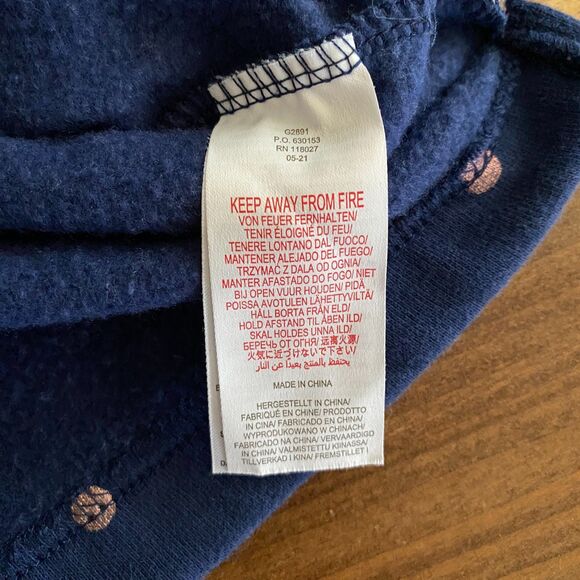 G2891
P.O. 630153
RN 118027
05-21
KEEP AWAY FROM FIRE
VON FEUER FERNHALTEN/
TENIR ÉLOIGNÉ DU FEU/
TENERE LONTANO DAL FUOCO/
MANTENER ALEJADO DEL FUEGO/
TRZYMAĆ Z DALA OD OGNIA/
MANTER AFASTADO DO FOGO/ NIET
BIJ OPEN VUUR HOUDEN/ PIDÄ
POISSA AVOTULEN LÄHETTYVILTÄ/
HÅLL BORTA FRÅN ELD/
HOLD AFSTAND TIL ÅBEN ILD/
SKAL HOLDES UNNA ILD/
БЕРЕЧЬ ОТ ОГНЯ/ 远离火源/
火気に近づけないで下さい/
يحتفظ بالمنتج بعيدًا عن النار/
MADE IN CHINA
HERGESTELLT IN CHINA/
FABRIQUÉ EN CHINE/ PRODOTTO
IN CINA/ FABRICADO EN CHINA/
WYPRODUKOWANO W CHINACH/
FABRICADO NA CHINA/ VERVAARDIGD
IN CHINA/ VALMISTETTU KIINASSA/
TILLVERKAD I KINA/ FREMSTILLET I